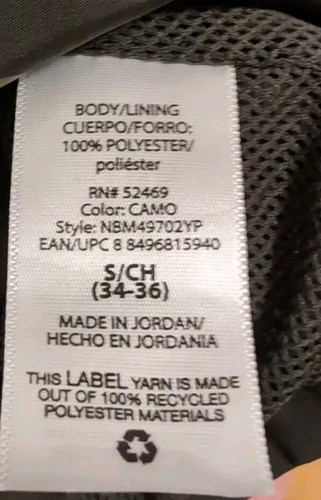 BODY/LINING
CUERPO/FORRO:
100% POLYESTER/
poliéster
RN# 52469
Color: CAMO
Style: NBM49702YP
EAN/UPC 8 8496815940
S/CH
(34-36)
MADE IN JORDAN/
HECHO EN JORDANIA
THIS LABEL YARN IS MADE
OUT OF 100% RECYCLED
POLYESTER MATERIALS